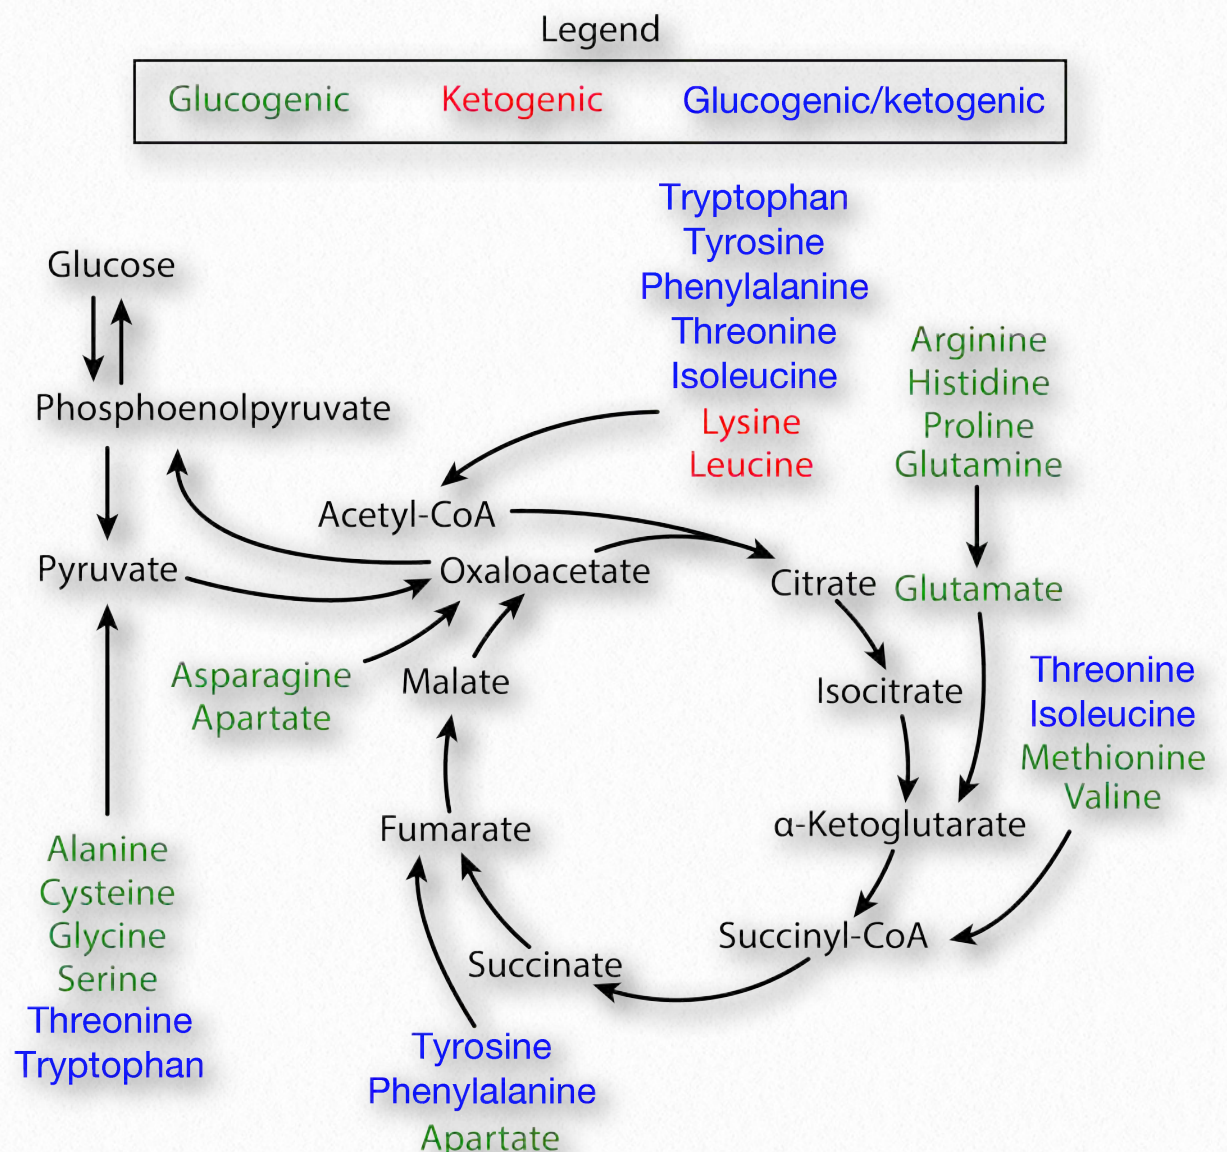 Legend
Glucogenic Ketogenic Glucogenic/ketogenic
Tryptophan
Tyrosine
Phenylalanine
Threonine
Isoleucine
Lysine
Leucine
Arginine
Histidine
Proline
Glutamine
Glucose
Phosphoenolpyruvate
Pyruvate
Acetyl-CoA
Oxaloacetate
Citrate
Glutamate
Isocitrate
Threonine
Isoleucine
Methionine
Valine
Asparagine
Apartate
Malate
Fumarate
α-Ketoglutarate
Succinyl-CoA
Succinate
Alanine
Cysteine
Glycine
Serine
Threonine
Tryptophan
Tyrosine
Phenylalanine
Apartate